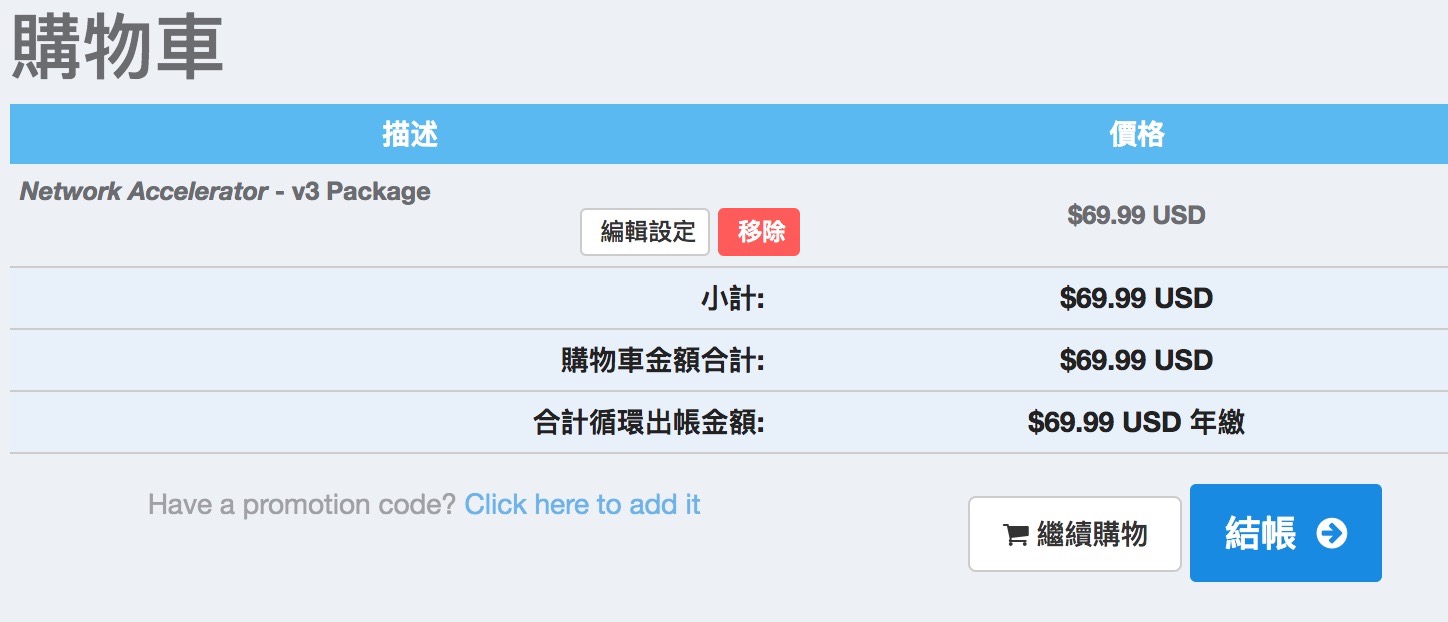 購物車
描述 價格
Network Accelerator - v3 Package
編輯設定 移除 $69.99 USD
小計: $69.99 USD
購物車金額合計: $69.99 USD
合計循環出帳金額: $69.99 USD 年繳
Have a promotion code? Click here to add it
繼續購物 結帳